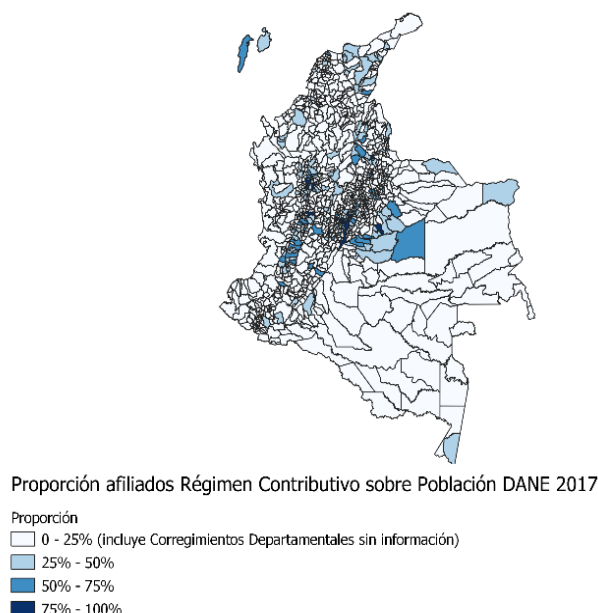 Proporción afiliados Régimen Contributivo sobre Población DANE 2017
Proporción
0 - 25% (incluye Corregimientos Departamentales sin información)
25% - 50%
50% - 75%
75% - 100%